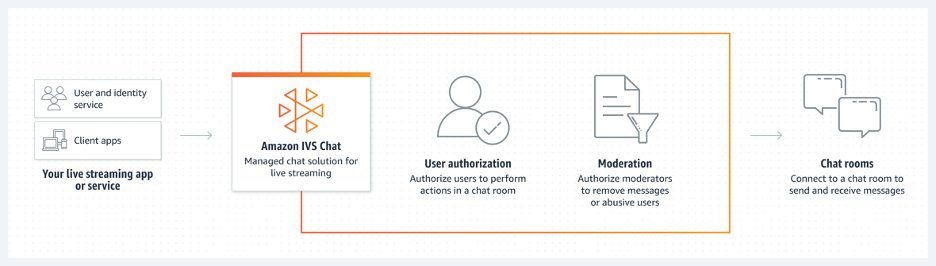 User and identity
service
Client apps
Your live streaming app
or service
Amazon IVS Chat
Managed chat solution for
live streaming
User authorization
Authorize users to perform
actions in a chat room
Moderation
Authorize moderators
to remove messages
or abusive users
Chat rooms
Connect to a chat room to
send and receive messages